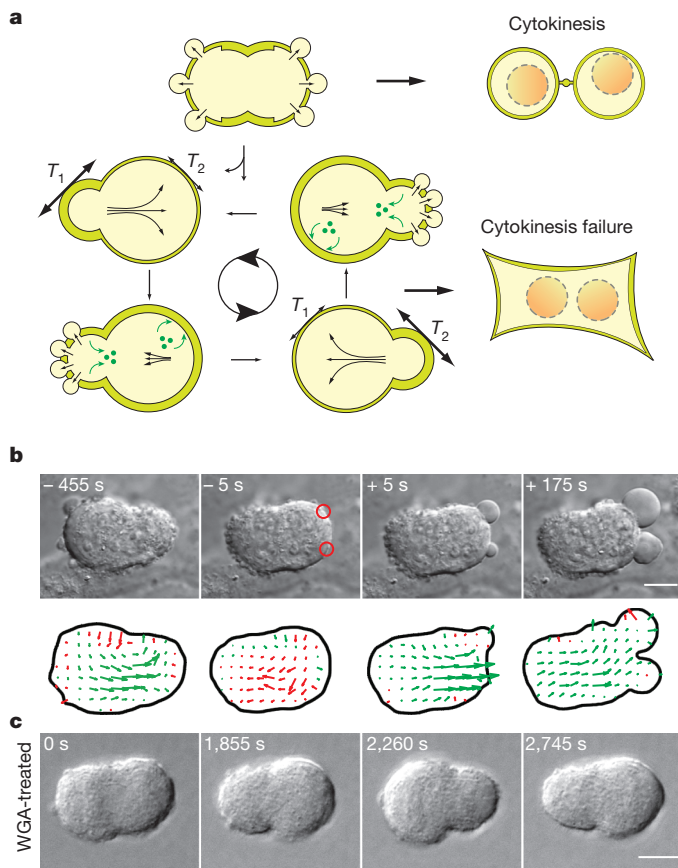 a
Cytokinesis
T1
T2
Cytokinesis failure
T1
T2
b
– 455 s
– 5 s
+ 5 s
+ 175 s
c
WGA-treated
0 s
1,855 s
2,260 s
2,745 s